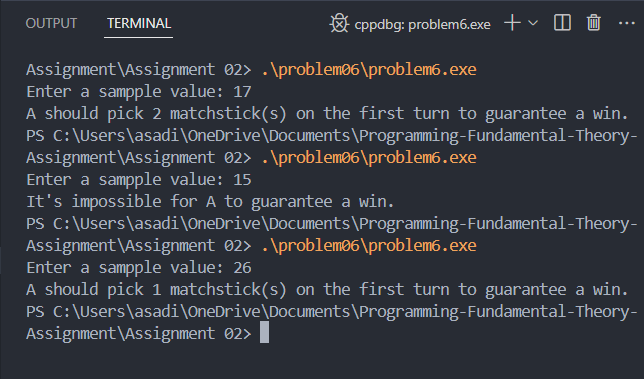 OUTPUT TERMINAL cppdbg: problem6.exe
Assignment\Assignment 02> .\problem06\problem6.exe
Enter a sampple value: 17
A should pick 2 matchstick(s) on the first turn to guarantee a win.
PS C:\Users\asadi\OneDrive\Documents\Programming-Fundamental-Theory-
Assignment\Assignment 02> .\problem06\problem6.exe
Enter a sampple value: 15
It's impossible for A to guarantee a win.
PS C:\Users\asadi\OneDrive\Documents\Programming-Fundamental-Theory-
Assignment\Assignment 02> .\problem06\problem6.exe
Enter a sampple value: 26
A should pick 1 matchstick(s) on the first turn to guarantee a win.
PS C:\Users\asadi\OneDrive\Documents\Programming-Fundamental-Theory-
Assignment\Assignment 02>